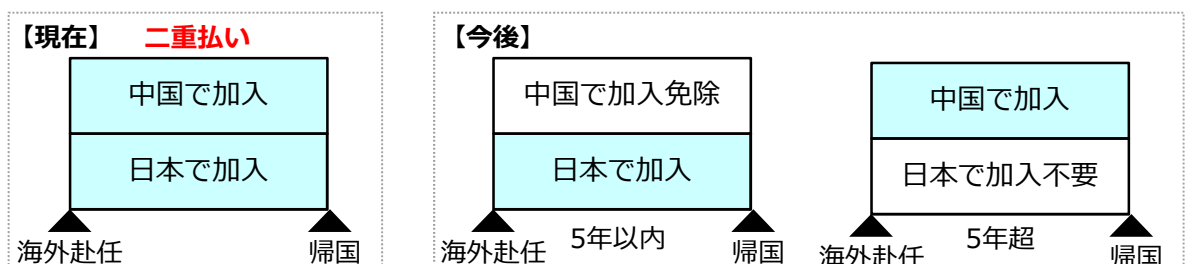 【現在】 二重払い
中国で加入
日本で加入
海外赴任 帰国
【今後】
中国で加入免除
日本で加入
海外赴任 5年以内 帰国
中国で加入
日本で加入不要
海外赴任 5年超 帰国